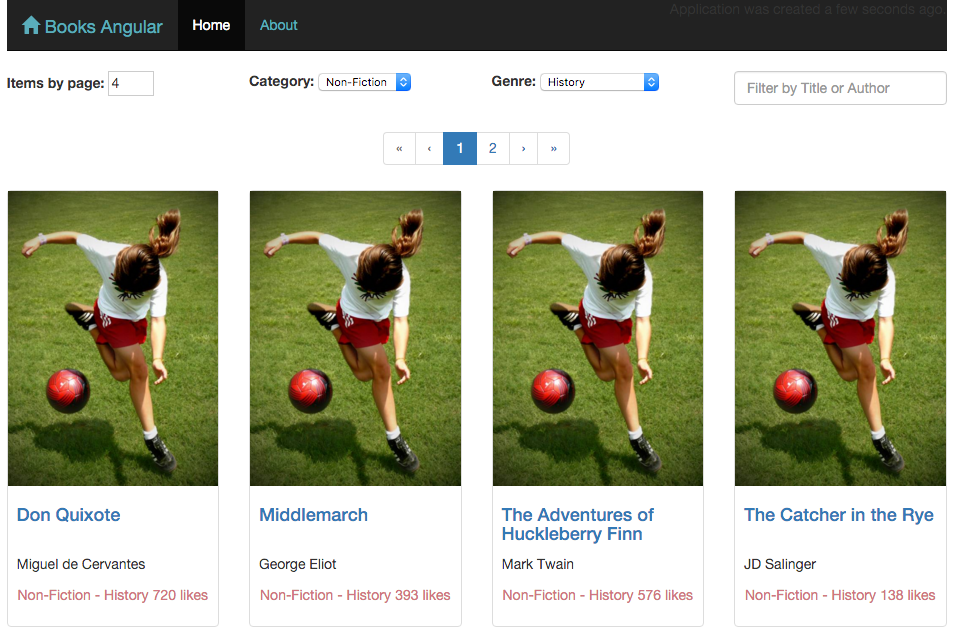 Application was created a few seconds ago.
Books Angular
Home
About
Items by page: 4
Category: Non-Fiction
Genre: History
Filter by Title or Author
« ‹ 1 2 › »
Don Quixote
Miguel de Cervantes
Non-Fiction - History 720 likes
Middlemarch
George Eliot
Non-Fiction - History 393 likes
The Adventures of
Huckleberry Finn
Mark Twain
Non-Fiction - History 576 likes
The Catcher in the Rye
JD Salinger
Non-Fiction - History 138 likes